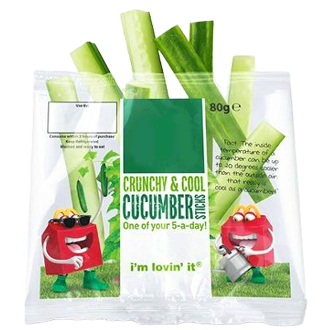 Use By:
80g e
Consume within 2 hours of purchase
Keep Refrigerated
Washed and ready to eat
Fact: The inside
temperature of a
cucumber can be up
to 20 degrees cooler
than the outside air
that really is
cool as a cucumber!
CRUNCHY & COOL
CUCUMBER
STICKS
One of your 5-a-day!
i'm lovin' it®